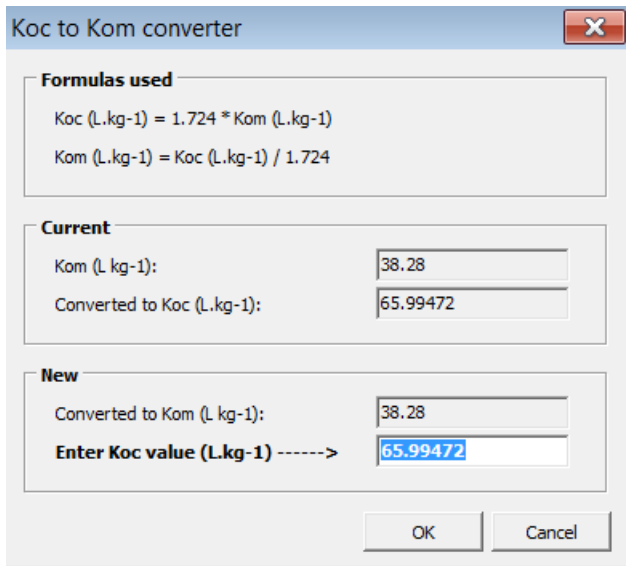 Koc to Kom converter
Formulas used
Koc (L.kg-1) = 1.724 * Kom (L.kg-1)
Kom (L.kg-1) = Koc (L.kg-1) / 1.724
Current
Kom (L kg-1): 38.28
Converted to Koc (L.kg-1): 65.99472
New
Converted to Kom (L kg-1): 38.28
Enter Koc value (L.kg-1) ------> 65.99472
OK Cancel